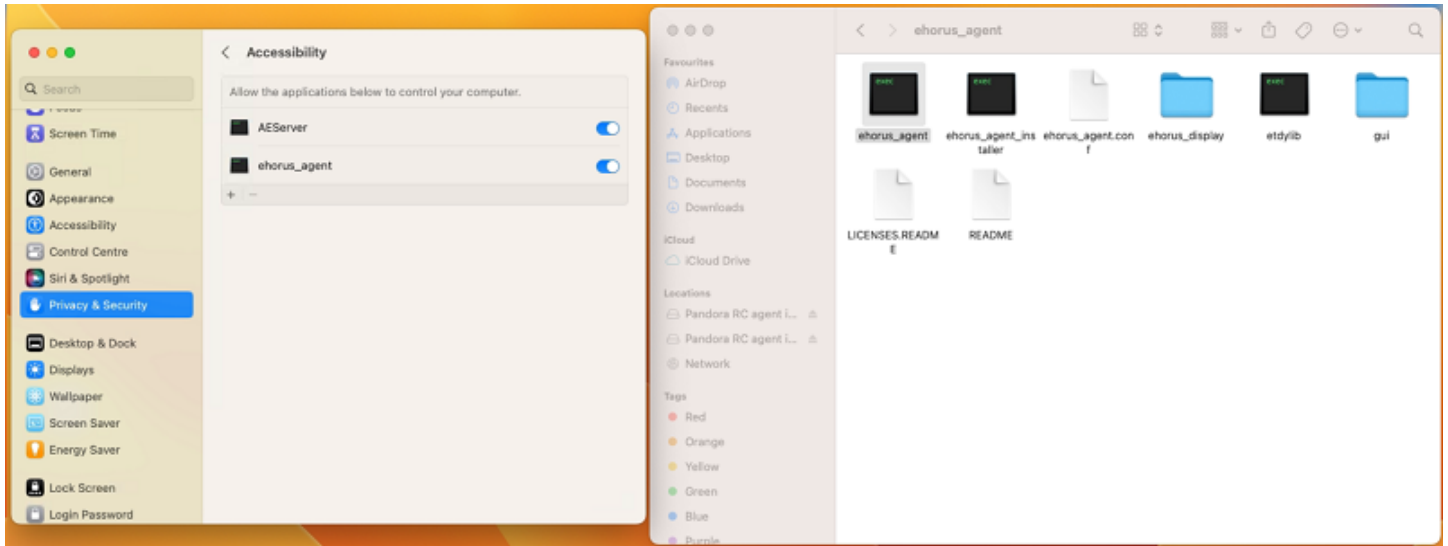 Accessibility
Search
Allow the applications below to control your computer.
AEServer
Screen Time
ehorus_agent
General
Appearance
Accessibility
Control Centre
Siri & Spotlight
Privacy & Security
Desktop & Dock
Displays
Wallpaper
Screen Saver
Energy Saver
Lock Screen
Login Password
ehorus_agent
Favourites
AirDrop
Recents
Applications
Desktop
Documents
Downloads
iCloud
iCloud Drive
Locations
Pandora RC agent i...
Pandora RC agent i...
Network
Tags
Red
Orange
Yellow
Green
Blue
Purple
exec
exec
exec
ehorus_agent
ehorus_agent_ins
taller
ehorus_agent.con
f
ehorus_display
etdylib
gui
LICENSES.READM
E
README